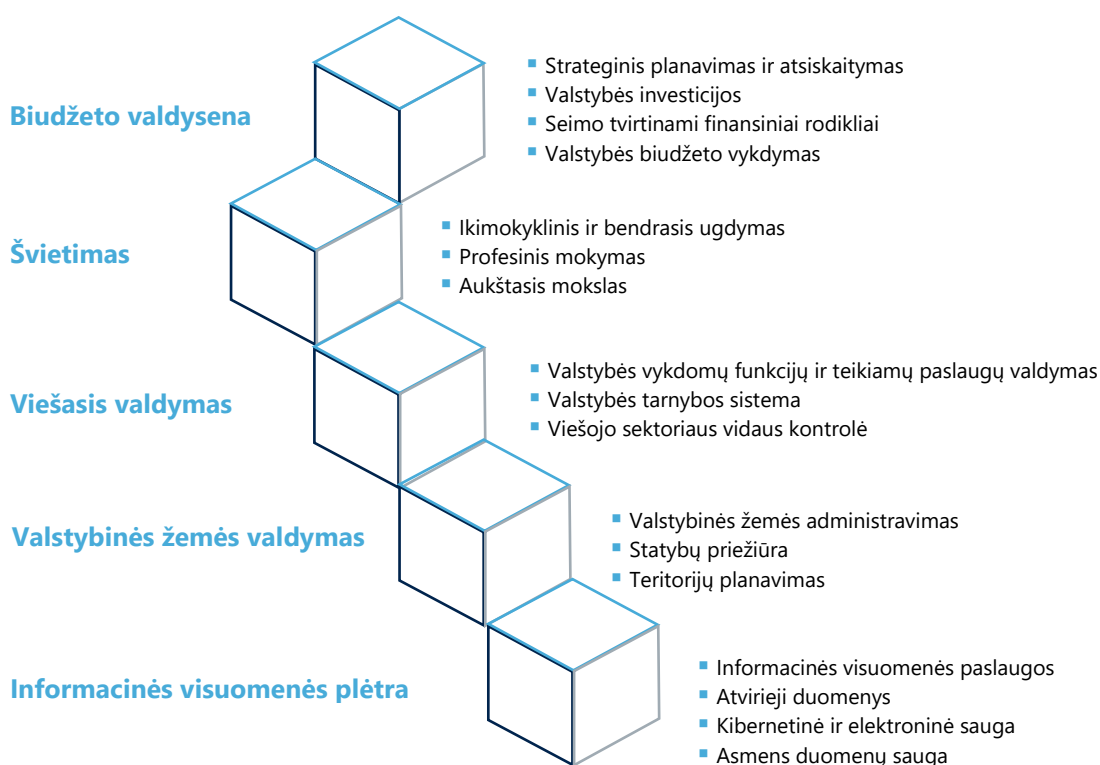 Biudžeto valdysena
▪ Strateginis planavimas ir atsiskaitymas
▪ Valstybės investicijos
▪ Seimo tvirtinami finansiniai rodikliai
▪ Valstybės biudžeto vykdymas
Švietimas
▪ Ikimokyklinis ir bendrasis ugdymas
▪ Profesinis mokymas
▪ Aukštasis mokslas
Viešasis valdymas
▪ Valstybės vykdomų funkcijų ir teikiamų paslaugų valdymas
▪ Valstybės tarnybos sistema
▪ Viešojo sektoriaus vidaus kontrolė
Valstybinės žemės valdymas
▪ Valstybinės žemės administravimas
▪ Statybų priežiūra
▪ Teritorijų planavimas
Informacinės visuomenės plėtra
▪ Informacinės visuomenės paslaugos
▪ Atvirieji duomenys
▪ Kibernetinė ir elektroninė sauga
▪ Asmens duomenų sauga